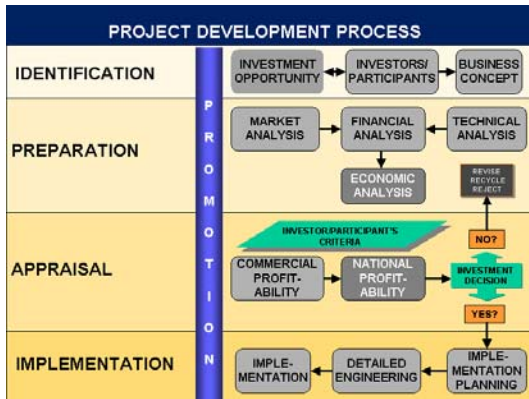 PROJECT DEVELOPMENT PROCESS
IDENTIFICATION
PROMOTION
INVESTMENT
OPPORTUNITY
INVESTORS/
PARTICIPANTS
BUSINESS
CONCEPT
PREPARATION
MARKET
ANALYSIS
FINANCIAL
ANALYSIS
TECHNICAL
ANALYSIS
ECONOMIC
ANALYSIS
REVISE
RECYCLE
REJECT
APPRAISAL
INVESTOR/PARTICIPANT'S
CRITERIA
NO?
COMMERCIAL
PROFIT-
ABILITY
NATIONAL
PROFIT-
ABILITY
INVESTMENT
DECISION
YES?
IMPLEMENTATION
IMPLE-
MENTATION
DETAILED
ENGINEERING
IMPLE-
MENTATION
PLANNING